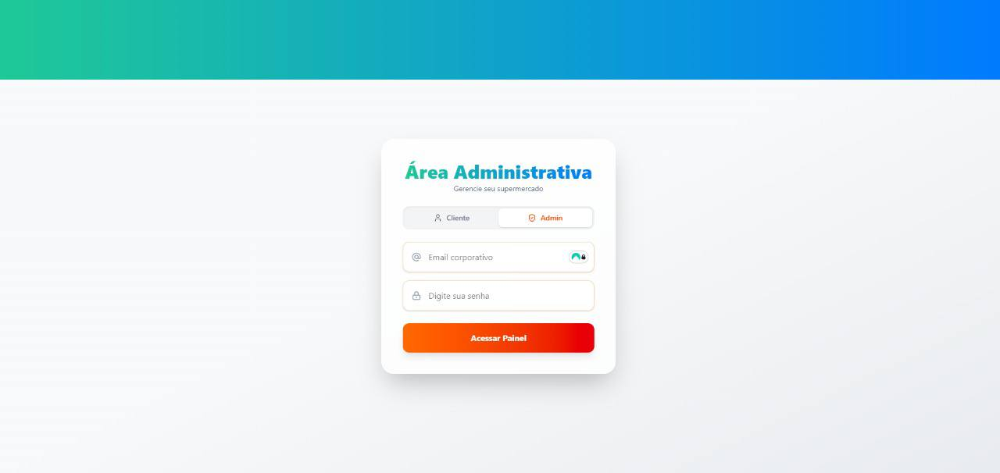 Área Administrativa
Gerencie seu supermercado
Cliente
Admin
Email corporativo
Digite sua senha
Acessar Painel